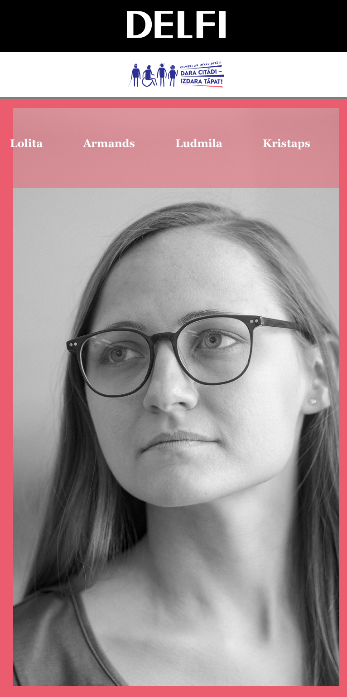 DELFI
DARA CITĀDI –
IZDARA TĀPAT!
Lolita Armands Ludmila Kristaps